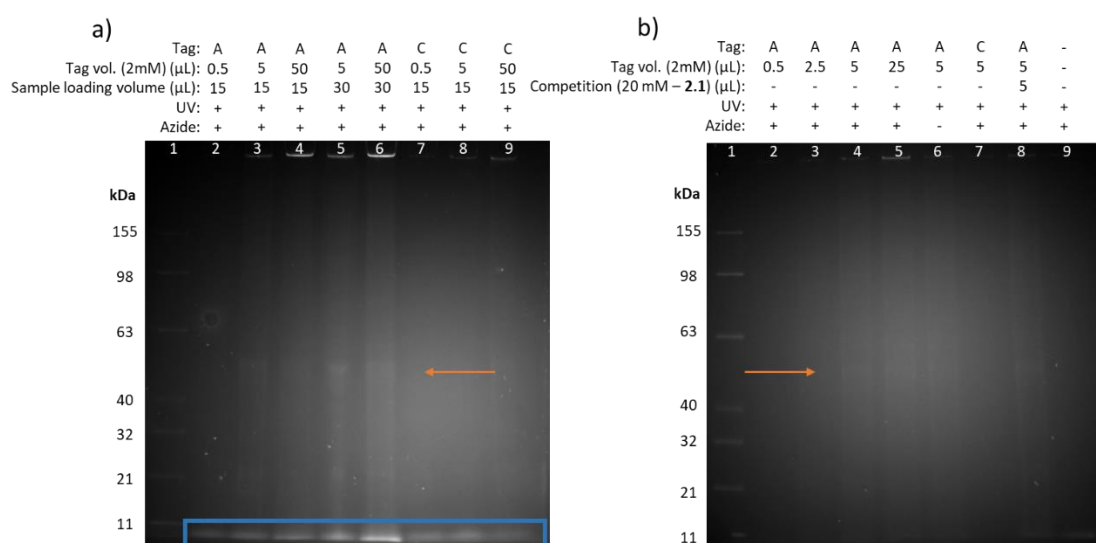 a)
Tag: A A A A A C C C
Tag vol. (2mM) (µL): 0.5 5 50 5 50 0.5 5 50
Sample loading volume (µL): 15 15 15 30 30 15 15 15
UV: + + + + + + + +
Azide: + + + + + + + +
1 2 3 4 5 6 7 8 9
kDa
155
98
63
40
32
21
11
b)
Tag: A A A A A C A -
Tag vol. (2mM) (µL): 0.5 2.5 5 25 5 5 5 -
Competition (20 mM – 2.1) (µL): - - - - - - 5 -
UV: + + + + + + + +
Azide: + + + + - + + +
1 2 3 4 5 6 7 8 9
kDa
155
98
63
40
32
21
11